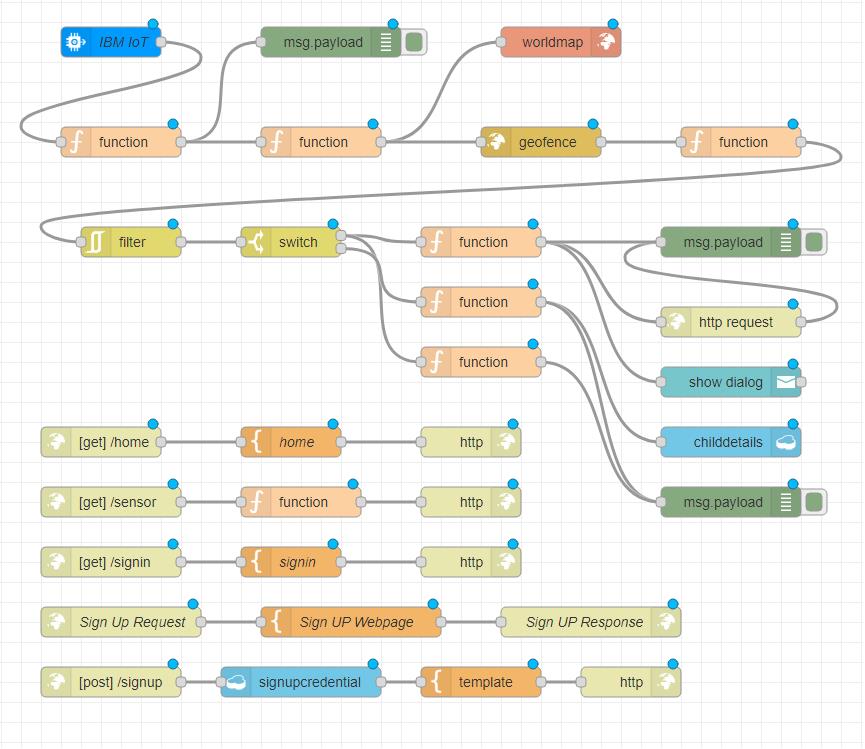 IBM IoT
msg.payload
worldmap
function
function
geofence
function
filter
switch
function
msg.payload
function
http request
function
show dialog
[get] /home
home
http
childdetails
[get] /sensor
function
http
msg.payload
[get] /signin
signin
http
Sign Up Request
Sign UP Webpage
Sign UP Response
[post] /signup
signupcredential
template
http